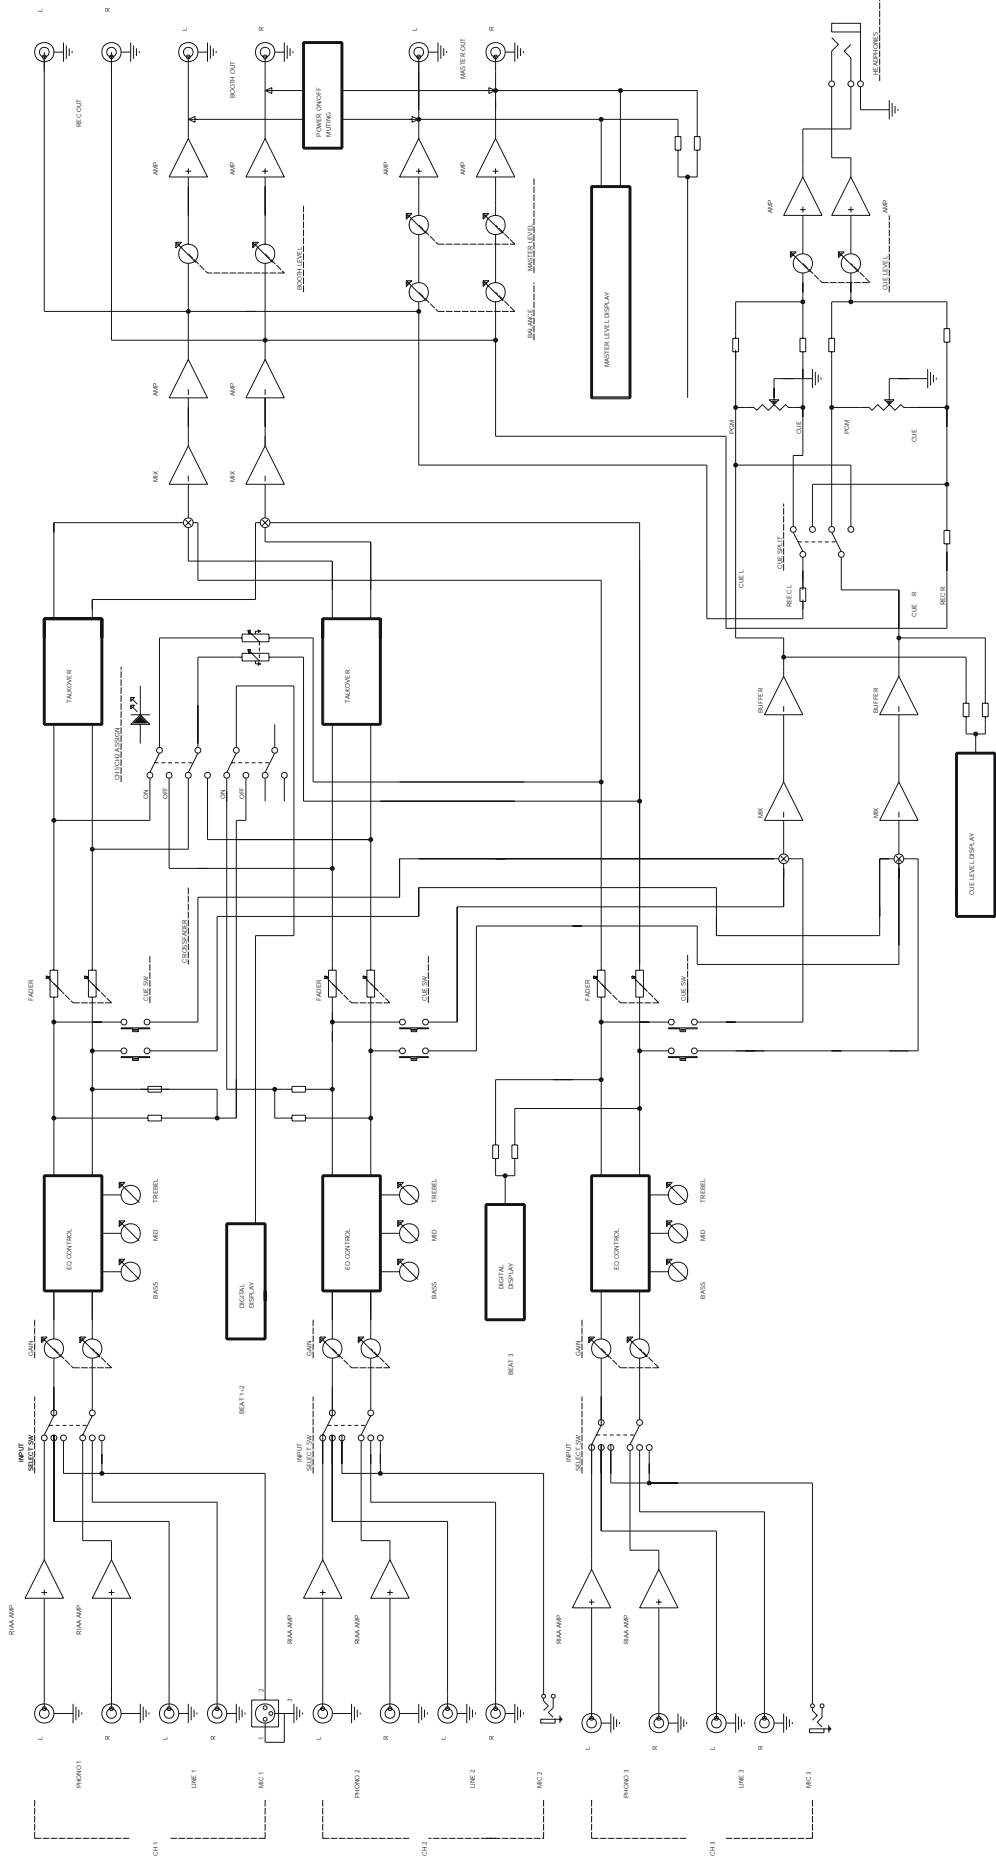 L
R
L
R
L
R
REC OUT
BOOTH OUT
POWER ON/OFF
MUTING
MASTER OUT
HEADPHONES
AMP
AMP
AMP
AMP
AMP
AMP
BOOTH LEVEL
MASTER LEVEL
BALANCE
MASTER LEVEL DISPLAY
CUE LEVEL
AMP
AMP
PGM
CUE
PGM
CUE
MIX
MIX
CUE SPLIT
CUE L
REEC L
CUE R
REC R
TALKOVER
TALKOVER
CH1/CH2 ASSIGN
ON
OFF
ON
OFF
BUFFER
BUFFER
MIX
MIX
CUE LEVEL DISPLAY
CROSFEADER
FADER
CUE SW
FADER
CUE SW
FADER
CUE SW
EQ CONTROL
TREBEL
MID
BASS
EQ CONTROL
TREBEL
MID
BASS
EQ CONTROL
TREBEL
MID
BASS
DIGITAL
DISPLAY
DIGITAL
DISPLAY
GAIN
GAIN
GAIN
BEAT 1+2
BEAT 3
INPUT
SELECT SW
INPUT
SELECT SW
INPUT
SELECT SW
RIAA AMP
RIAA AMP
RIAA AMP
RIAA AMP
RIAA AMP
RIAA AMP
2
3
1
L
R
L
R
L
R
L
R
L
R
L
R
PHONO 1
LINE 1
MIC 1
PHONO 2
LINE 2
MIC 2
PHONO 3
LINE 3
MIC 3
CH 1
CH 2
CH 3